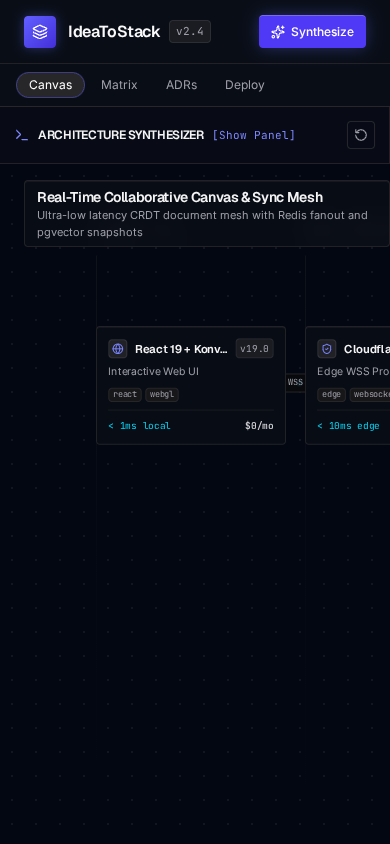 IdeaToStack v2.4 Synthesize
Canvas Matrix ADRs Deploy
ARCHITECTURE SYNTHESIZER [Show Panel]
Real-Time Collaborative Canvas & Sync Mesh
Ultra-low latency CRDT document mesh with Redis fanout and
pgvector snapshots
React 19 + Konv... v19.0
Interactive Web UI
react webgl
< 1ms local $0/mo
WSS
Cloudfla
Edge WSS Pro
edge websocke
< 10ms edge